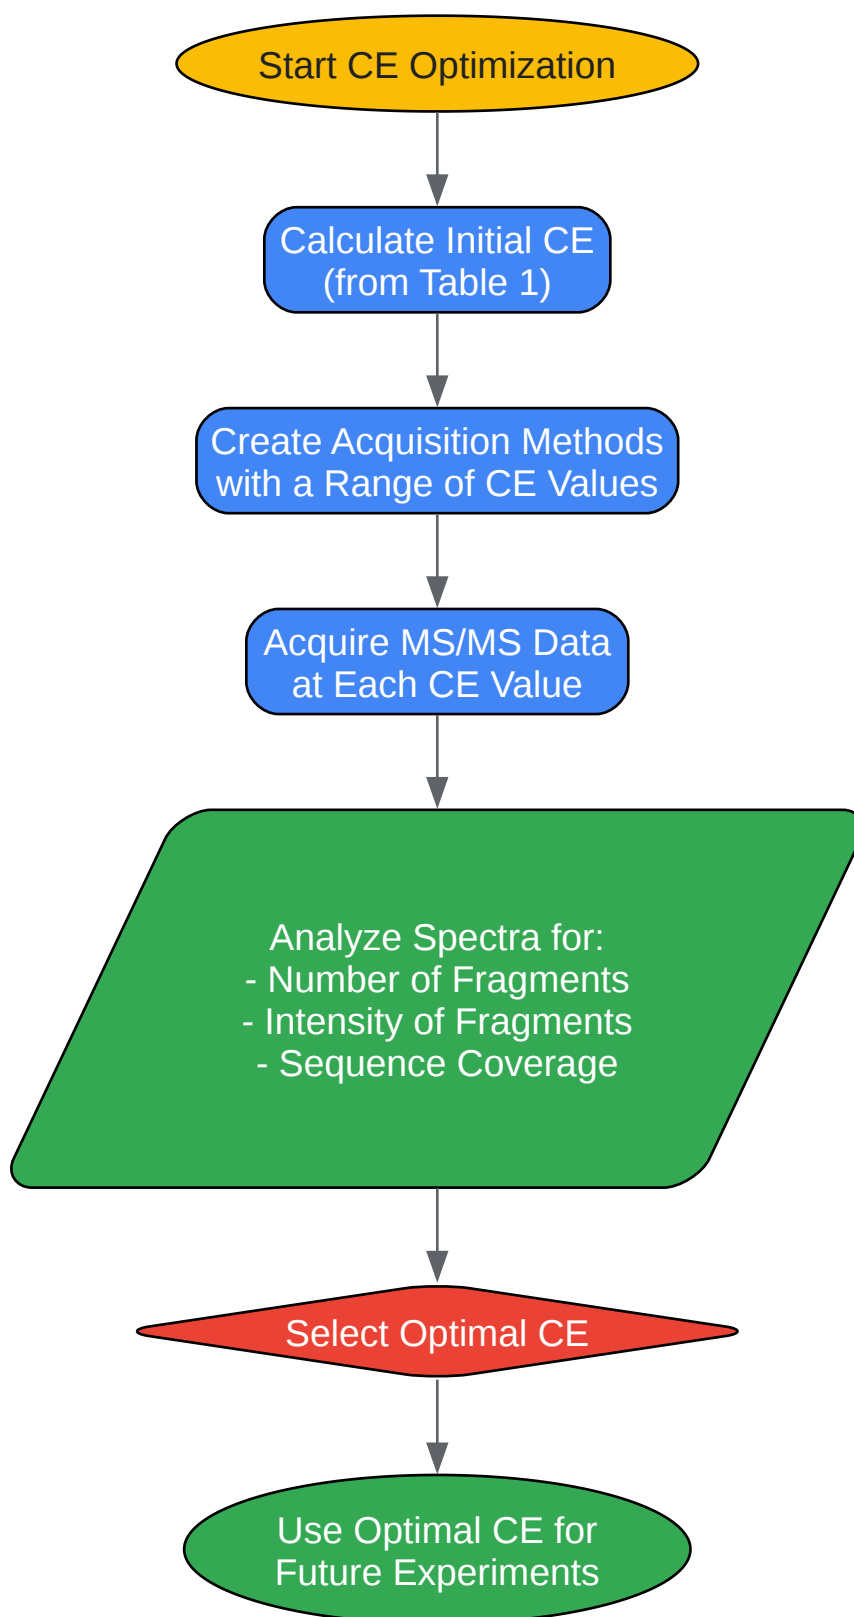 Start CE Optimization
Calculate Initial CE
(from Table 1)
Create Acquisition Methods
with a Range of CE Values
Acquire MS/MS Data
at Each CE Value
Analyze Spectra for:
- Number of Fragments
- Intensity of Fragments
- Sequence Coverage
Select Optimal CE
Use Optimal CE for
Future Experiments